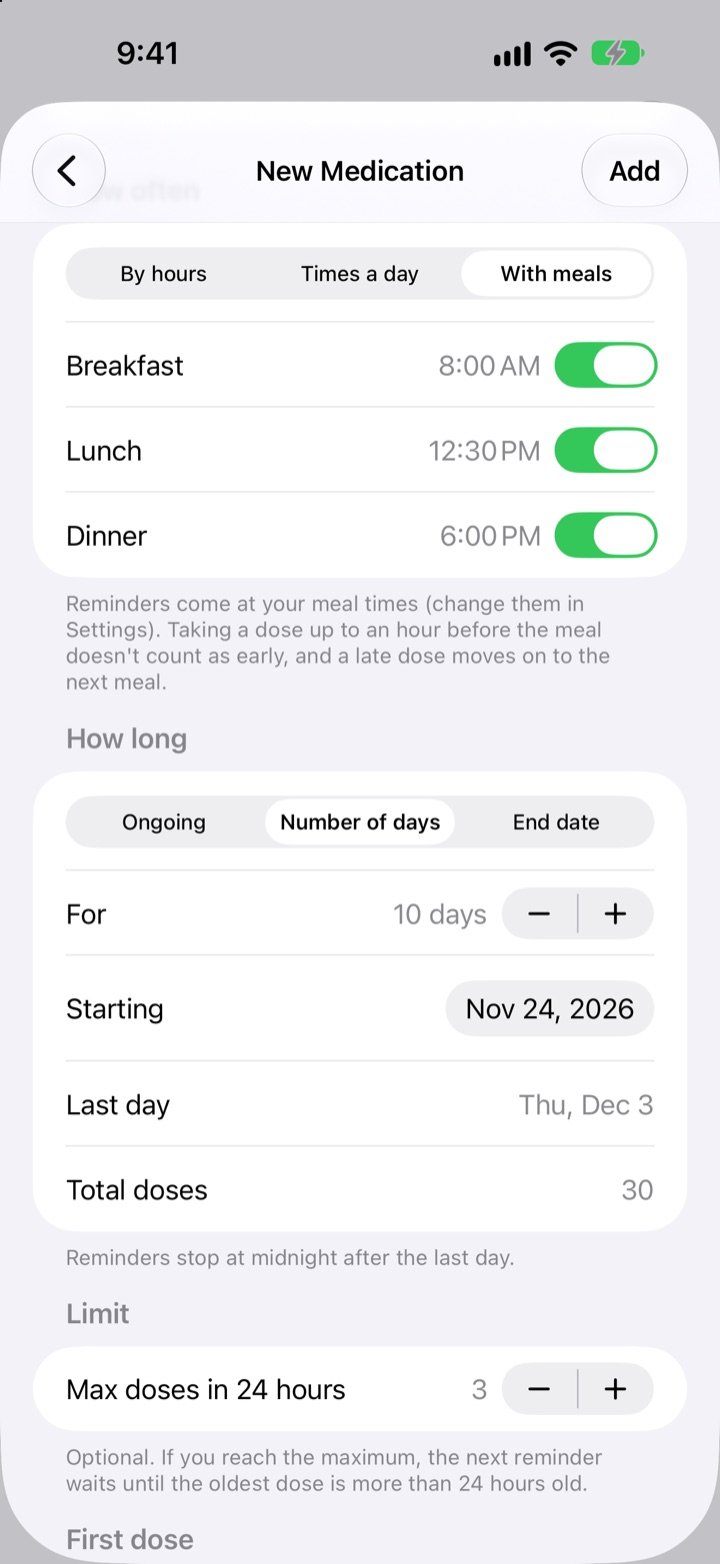 9:41
New Medication
Add
often
By hours
Times a day
With meals
Breakfast
8:00 AM
Lunch
12:30 PM
Dinner
6:00 PM
Reminders come at your meal times (change them in
Settings). Taking a dose up to an hour before the meal
doesn't count as early, and a late dose moves on to the
next meal.
How long
Ongoing
Number of days
End date
For
10 days
Starting
Nov 24, 2026
Last day
Thu, Dec 3
Total doses
30
Reminders stop at midnight after the last day.
Limit
Max doses in 24 hours
3
Optional. If you reach the maximum, the next reminder
waits until the oldest dose is more than 24 hours old.
First dose